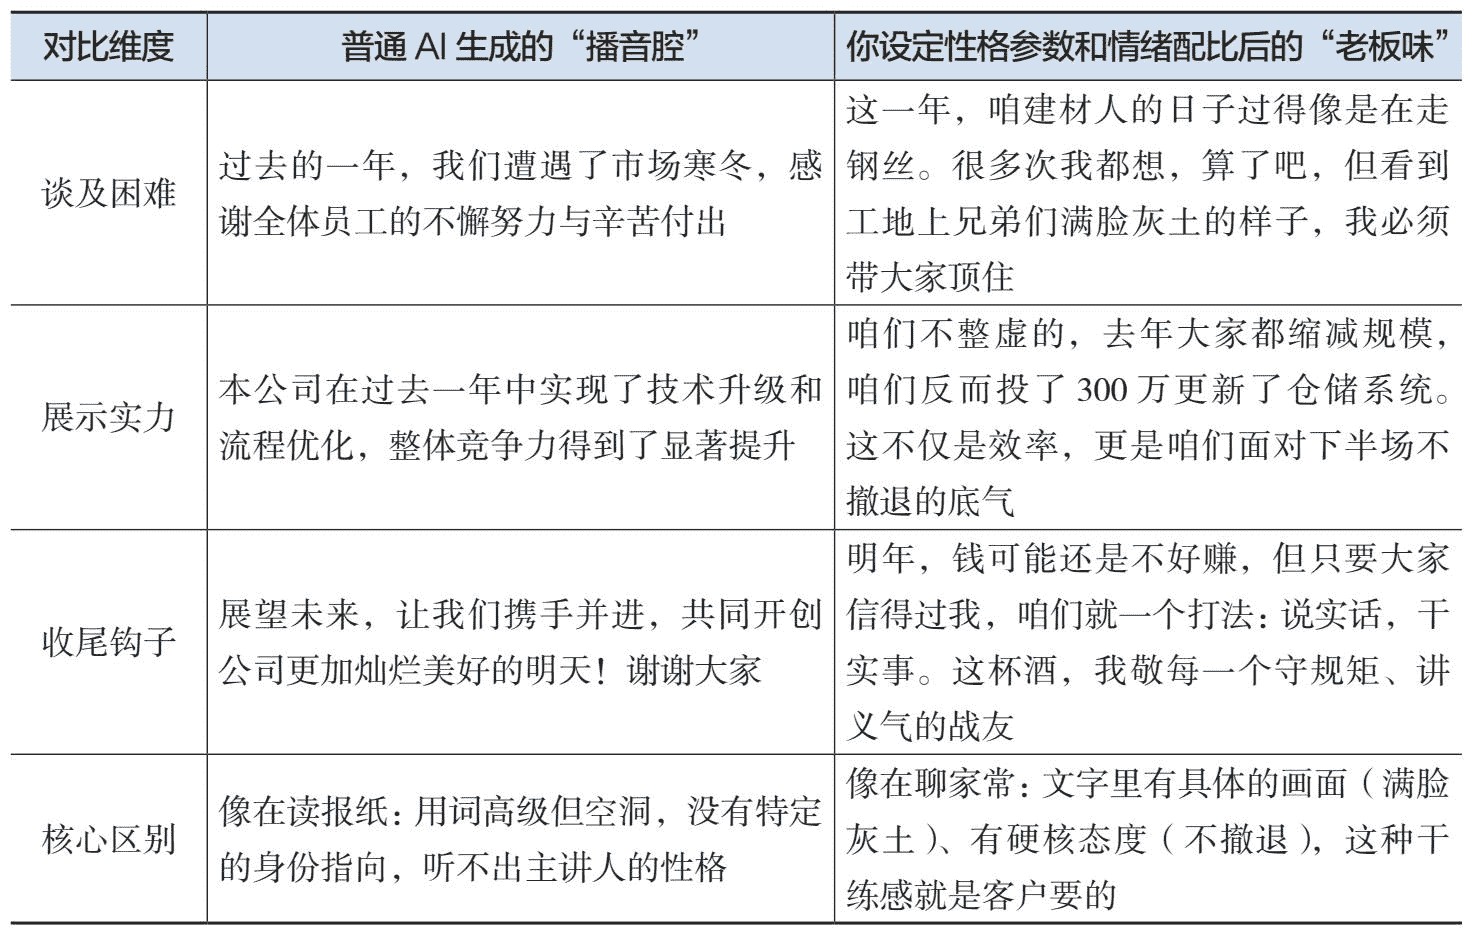 对比维度
普通 AI 生成的“播音腔”
你设定性格参数和情绪配比后的“老板味”
谈及困难
过去的一年，我们遭遇了市场寒冬，感
谢全体员工的不懈努力与辛苦付出
这一年，咱建材人的日子过得像是在走
钢丝。很多次我都想，算了吧，但看到
工地上兄弟们满脸灰土的样子，我必须
带大家顶住
展示实力
本公司在过去一年中实现了技术升级和
流程优化，整体竞争力得到了显著提升
咱们不整虚的，去年大家都缩减规模，
咱们反而投了 300 万更新了仓储系统。
这不仅是效率，更是咱们面对下半场不
撤退的底气
收尾钩子
展望未来，让我们携手并进，共同开创
公司更加灿烂美好的明天！谢谢大家
明年，钱可能还是不好赚，但只要大家
信得过我，咱们就一个打法：说实话，干
实事。这杯酒，我敬每一个守规矩、讲
义气的战友
核心区别
像在读报纸：用词高级但空洞，没有特定
的身份指向，听不出主讲人的性格
像在聊家常：文字里有具体的画面（满脸
灰土）、有硬核态度（不撤退），这种干
练感就是客户要的